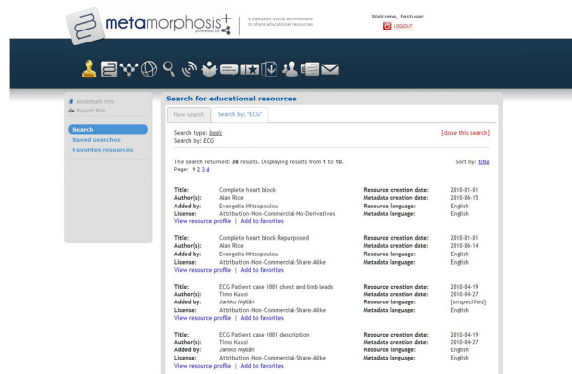 metamorphosis+
a dynamic social environment
to share educational resources
Welcome, testuser
LOGOUT
Bookmark this
Report this
Search
Saved searches
Favorites resources
Search for educational resources
New search
Search by: "ECG"
Search type: basic
[close this search]
Search by: ECG
The search returned: 38 results. Displaying results from 1 to 10.
Sort by: title
Page: 1 2 3 4
Title: Complete heart block Resource creation date: 2010-01-01
Author(s): Alan Rice Metadata creation date: 2010-06-15
Added by: Evangelia Mitsopoulou Resource language: English
License: Attribution-Non-Commercial-No-Derivatives Metadata language: English
View resource profile | Add to favorites
Title: Complete heart block Repurposed Resource creation date: 2010-01-01
Author(s): Alan Rice Metadata creation date: 2010-06-14
Added by: Evangelia Mitsopoulou Resource language: English
License: Attribution-Non-Commercial-Share-Alike Metadata language: English
View resource profile | Add to favorites
Title: ECG Patient case 1001 chest and limb leads Resource creation date: 2010-04-19
Author(s): Timo Kuusi Metadata creation date: 2010-04-27
Added by: Jarkko Mylläri Resource language: [unspecified]
License: Attribution-Non-Commercial-Share-Alike Metadata language: English
View resource profile | Add to favorites
Title: ECG Patient case 1001 description Resource creation date: 2010-04-19
Author(s): Timo Kuusi Metadata creation date: 2010-04-27
Added by: Jarkko Mylläri Resource language: English
License: Attribution-Non-Commercial-Share-Alike Metadata language: English
View resource profile | Add to favorites